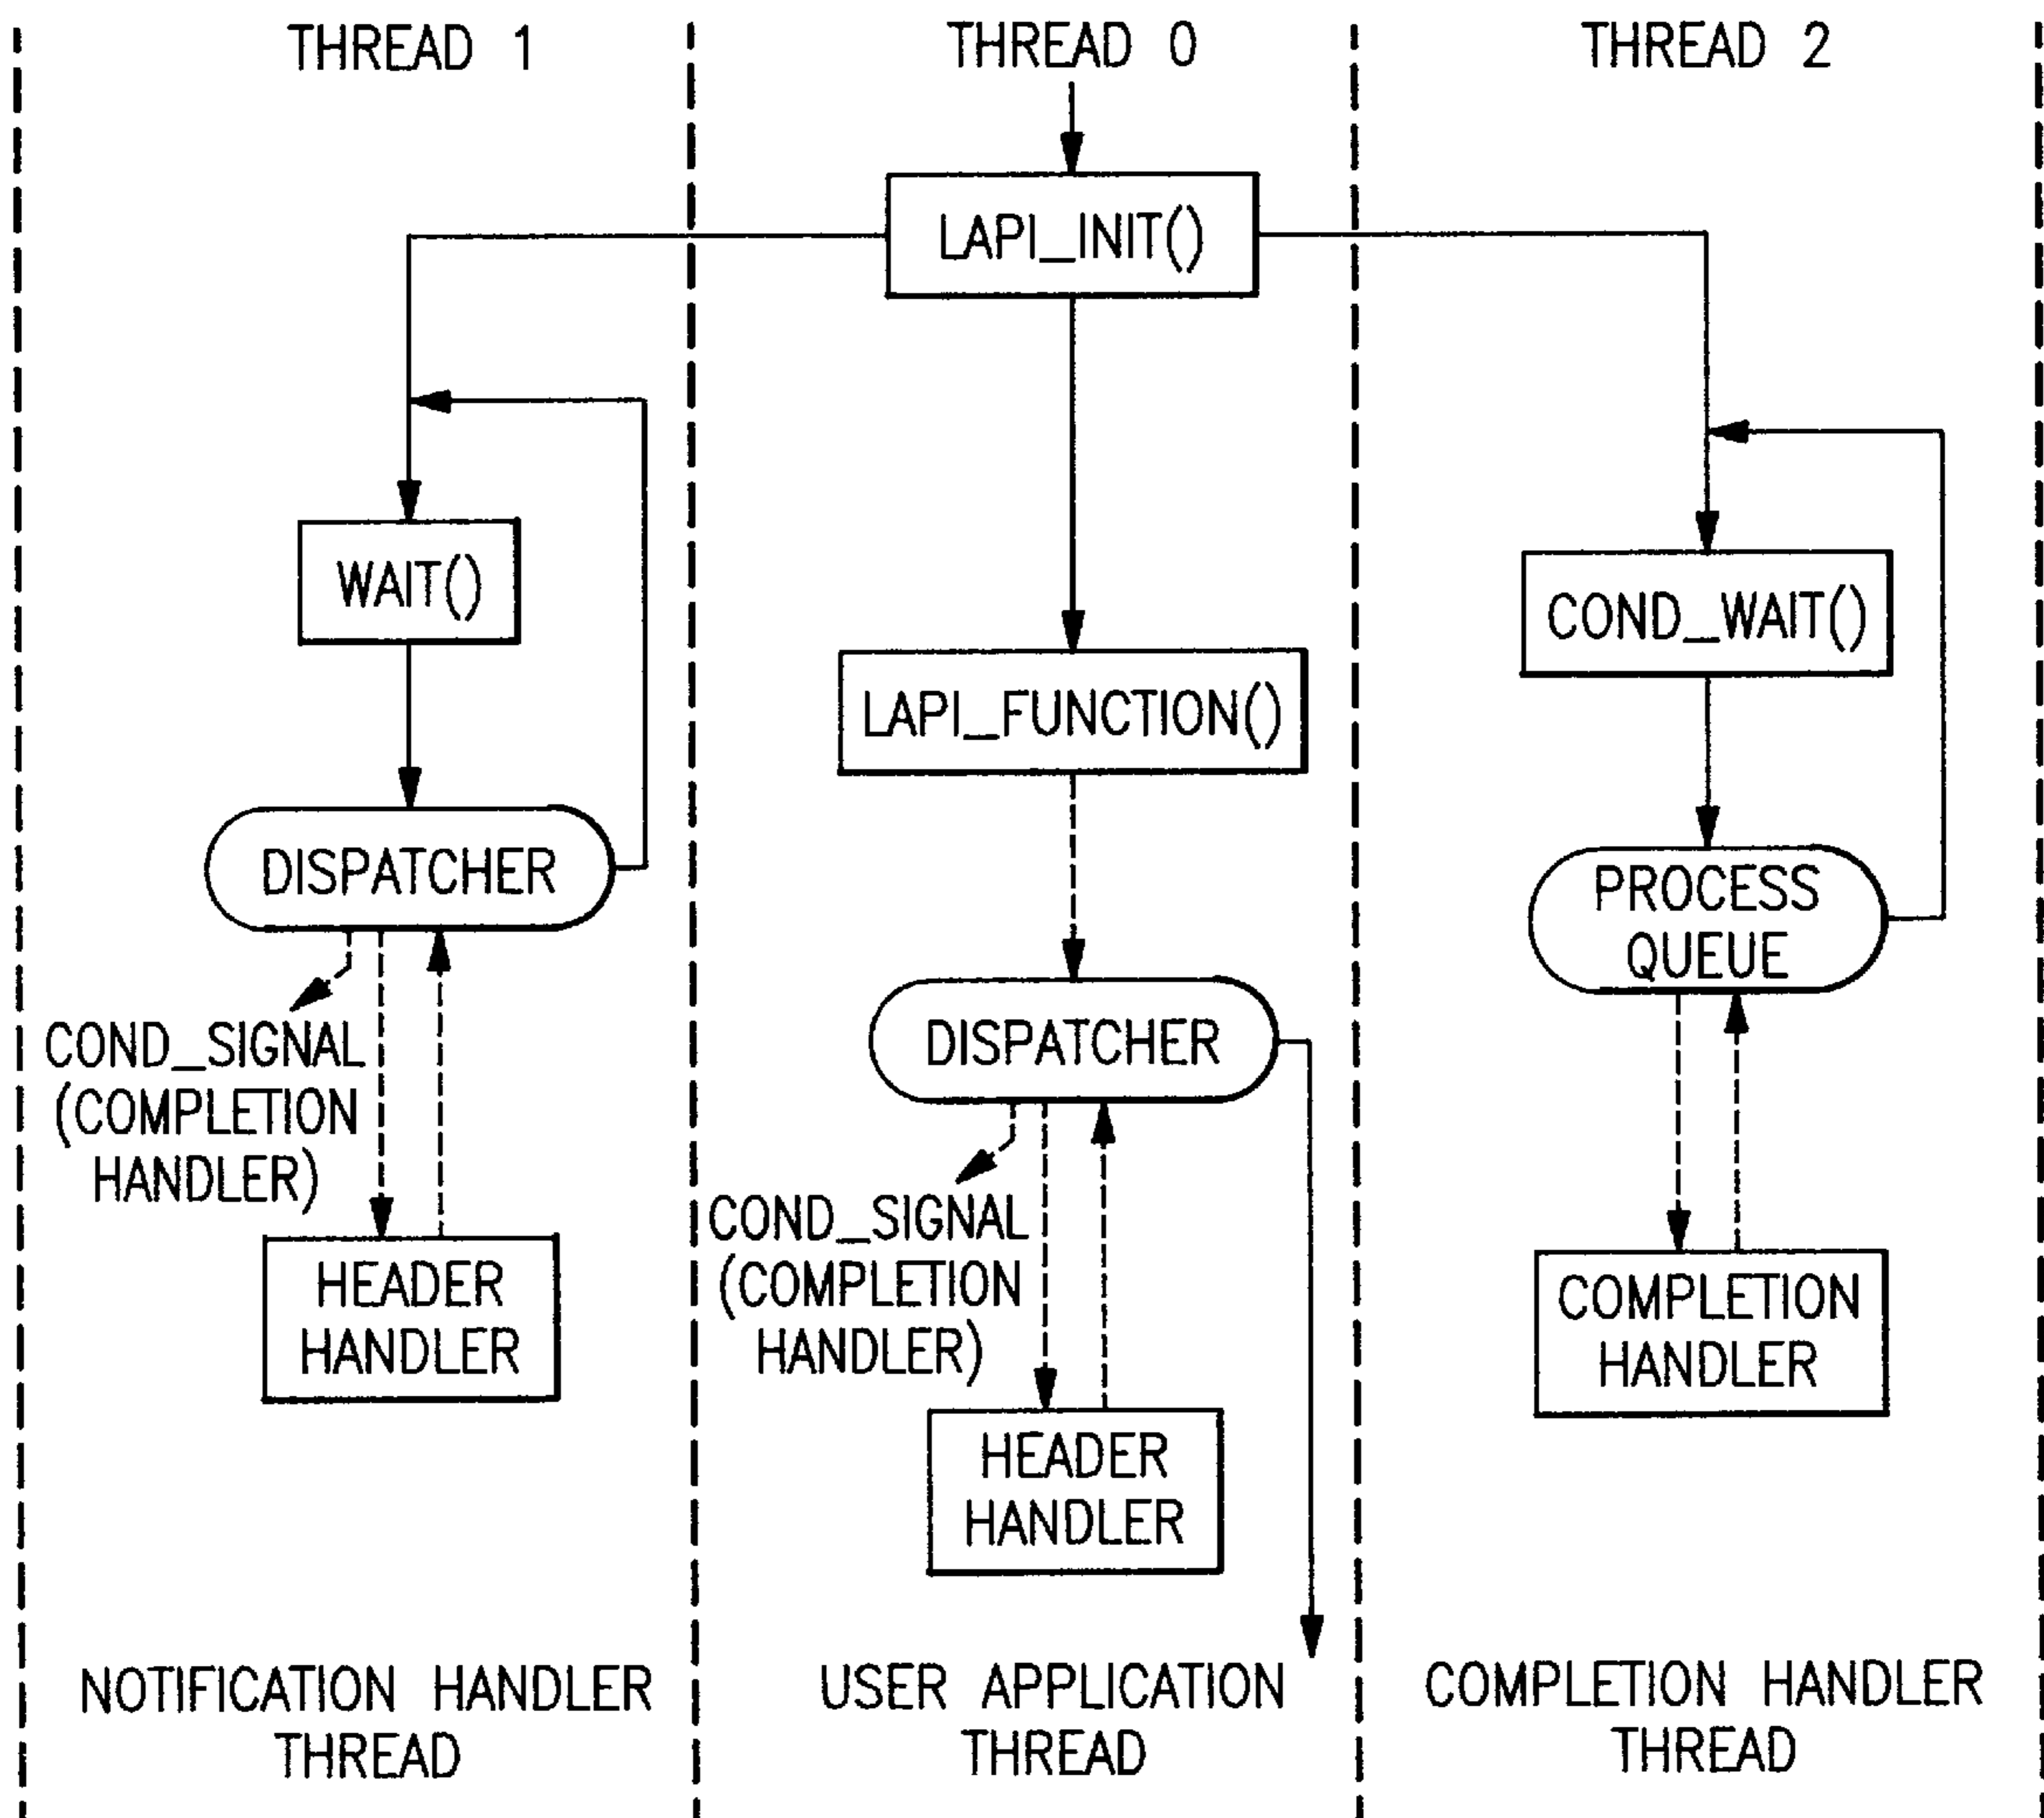 THREAD 1
THREAD 0
THREAD 2
LAPI_INIT()
WAIT()
COND_WAIT()
LAPI_FUNCTION()
DISPATCHER
PROCESS
QUEUE
COND_SIGNAL
(COMPLETION
HANDLER)
DISPATCHER
HEADER
HANDLER
COND_SIGNAL
(COMPLETION
HANDLER)
COMPLETION
HANDLER
HEADER
HANDLER
NOTIFICATION HANDLER
THREAD
USER APPLICATION
THREAD
COMPLETION HANDLER
THREAD